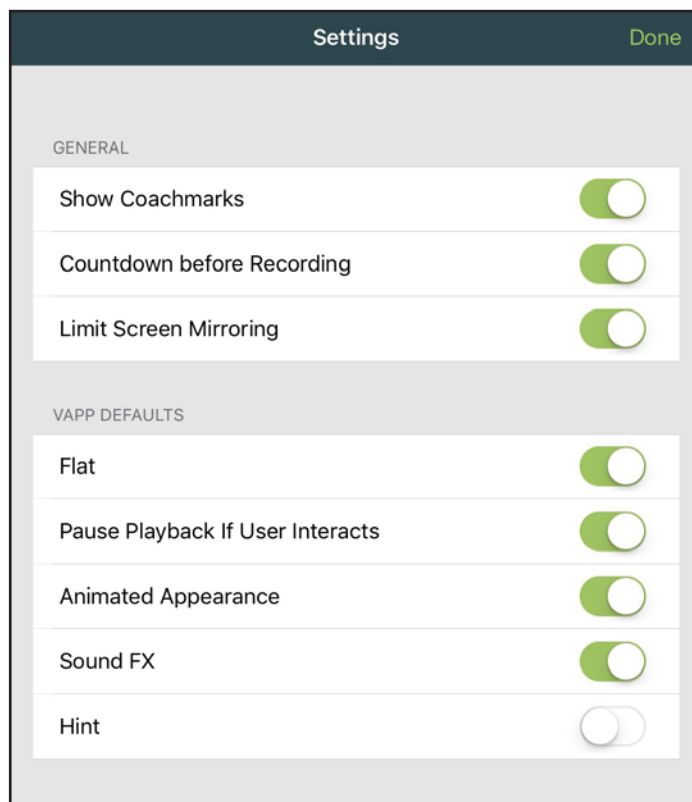 Settings
Done
GENERAL
Show Coachmarks
Countdown before Recording
Limit Screen Mirroring
VAPP DEFAULTS
Flat
Pause Playback If User Interacts
Animated Appearance
Sound FX
Hint